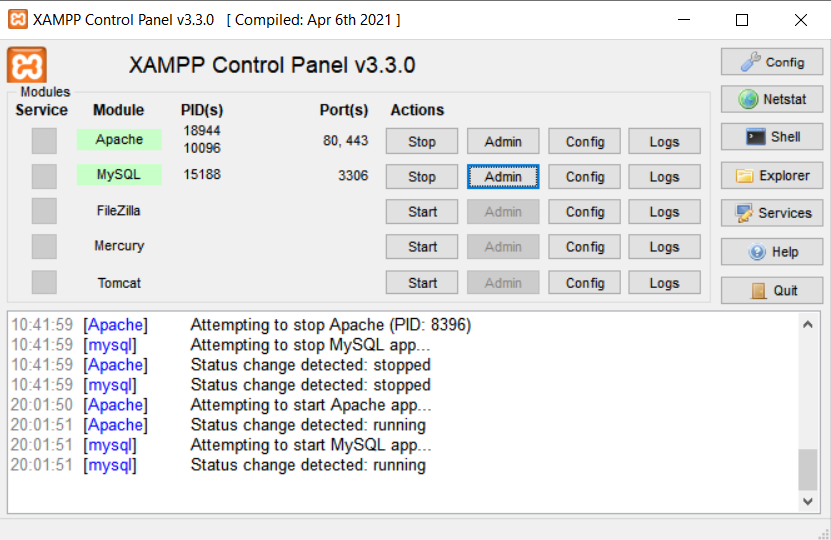 XAMPP Control Panel v3.3.0 [ Compiled: Apr 6th 2021 ]
XAMPP Control Panel v3.3.0
Modules
Service Module PID(s) Port(s) Actions
Apache 18944 10096 80, 443 Stop Admin Config Logs
MySQL 15188 3306 Stop Admin Config Logs
FileZilla Start Admin Config Logs
Mercury Start Admin Config Logs
Tomcat Start Admin Config Logs
Config
Netstat
Shell
Explorer
Services
Help
Quit
10:41:59 [Apache] Attempting to stop Apache (PID: 8396)
10:41:59 [mysql] Attempting to stop MySQL app...
10:41:59 [Apache] Status change detected: stopped
10:41:59 [mysql] Status change detected: stopped
20:01:50 [Apache] Attempting to start Apache app...
20:01:51 [Apache] Status change detected: running
20:01:51 [mysql] Attempting to start MySQL app...
20:01:51 [mysql] Status change detected: running